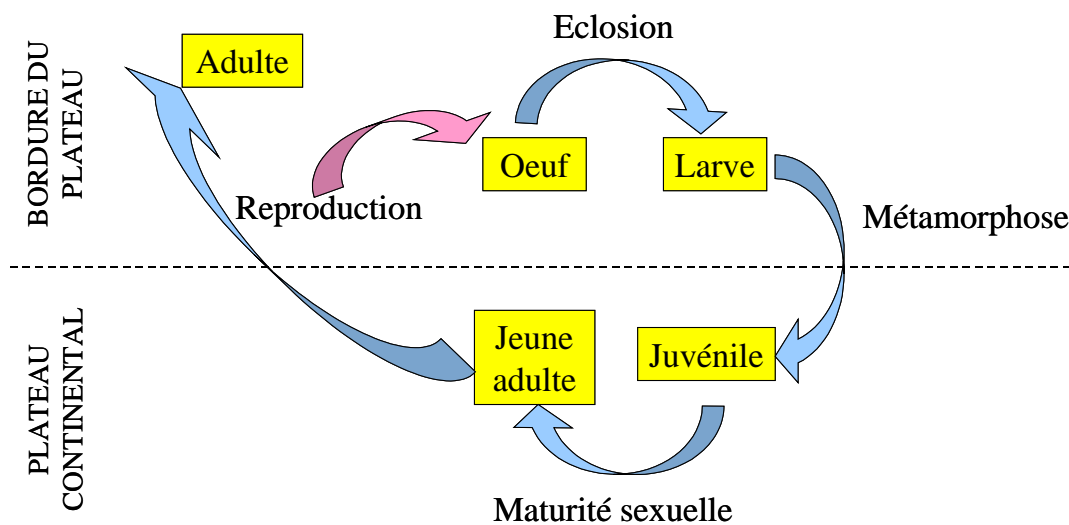 Eclosion
Adulte
BORDURE DU
PLATEAU
Oeuf
Larve
Reproduction
Métamorphose
PLATEAU
CONTINENTAL
Jeune
adulte
Juvénile
Maturité sexuelle